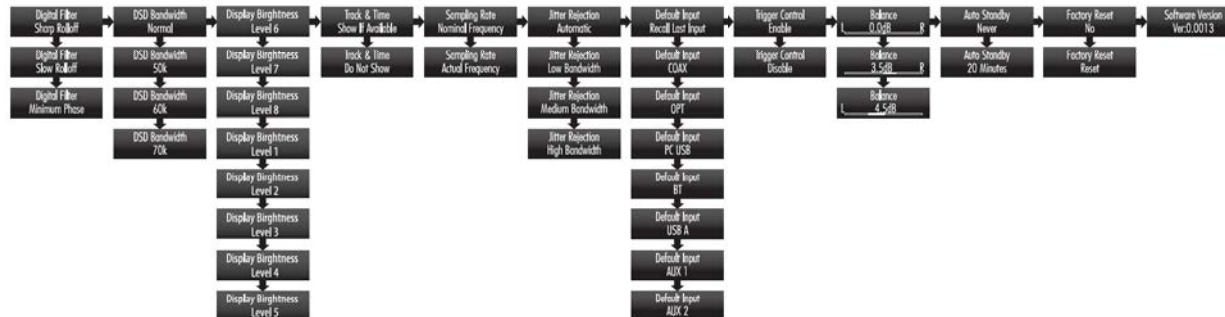 Digital Filter
Sharp Rolloff
Digital Filter
Slow Rolloff
Digital Filter
Minimum Phase
DSD Bandwidth
Normal
DSD Bandwidth
50k
DSD Bandwidth
60k
DSD Bandwidth
70k
Display Birghtness
Level 6
Display Birghtness
Level 7
Display Birghtness
Level 8
Display Birghtness
Level 1
Display Birghtness
Level 2
Display Birghtness
Level 3
Display Birghtness
Level 4
Display Birghtness
Level 5
Track & Time
Show If Available
Track & Time
Do Not Show
Sampling Rate
Nominal Frequency
Sampling Rate
Actual Frequency
Jitter Rejection
Automatic
Jitter Rejection
Low Bandwidth
Jitter Rejection
Medium Bandwidth
Jitter Rejection
High Bandwidth
Default Input
Recall Last Input
Default Input
COAX
Default Input
OPT
Default Input
PC USB
Default Input
BT
Default Input
USB A
Default Input
AUX 1
Default Input
AUX 2
Trigger Control
Enable
Trigger Control
Disable
Balance
L 0.0dB R
Balance
3.5dB R
Balance
L 4.5dB
Auto Standby
Never
Auto Standby
20 Minutes
Factory Reset
No
Factory Reset
Reset
Software Version
Ver:0.0013